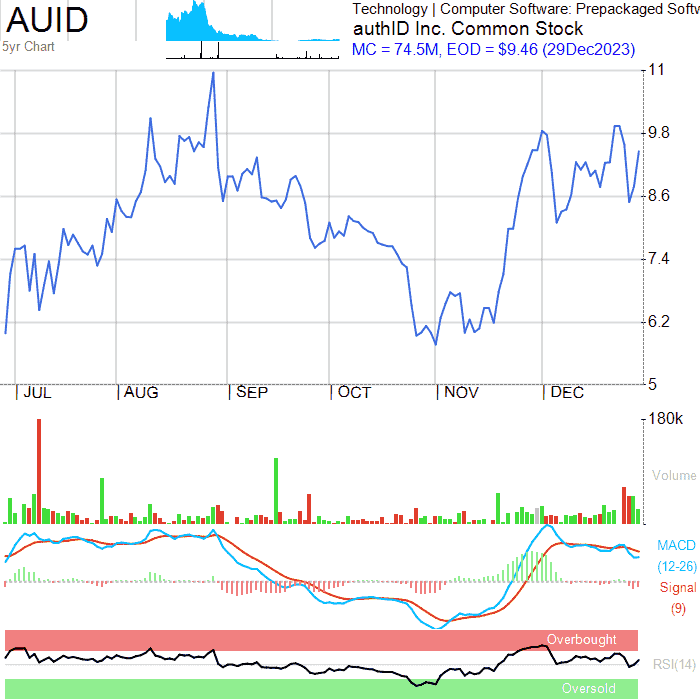 AUID
5yr Chart
Technology | Computer Software: Prepackaged Softw
authID Inc. Common Stock
MC = 74.5M, EOD = $9.46 (29Dec2023)
11
9.8
8.6
7.4
6.2
5
| JUL | AUG | SEP | OCT | NOV | DEC
180k
Volume
MACD
(12-26)
Signal
(9)
Overbought
RSI(14)
Oversold